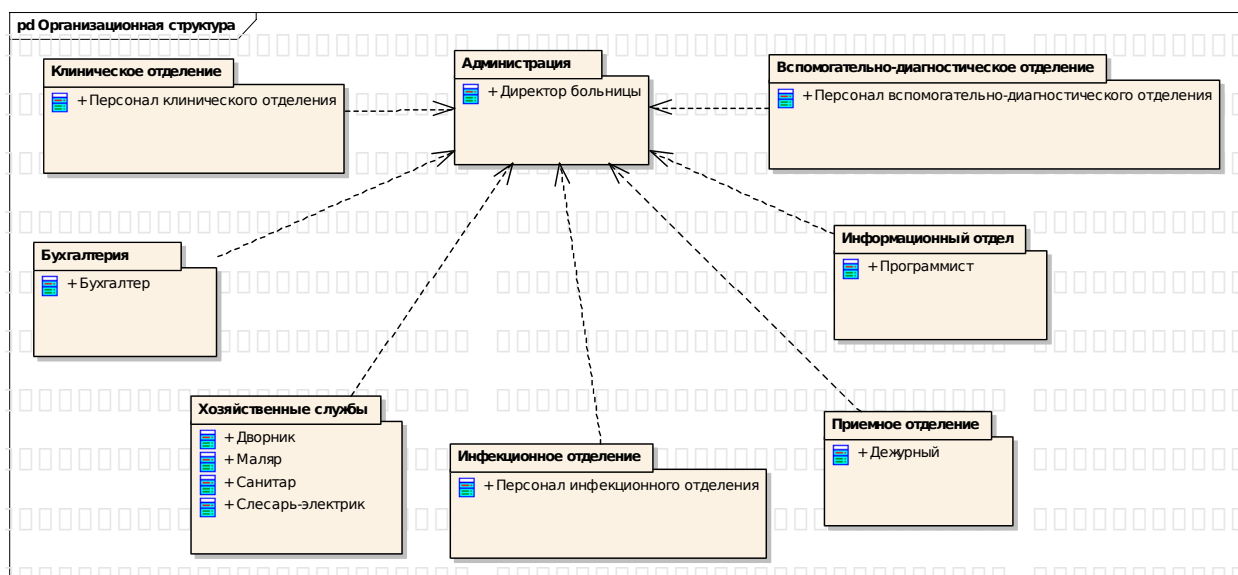 pd Организационная структура
Клиническое отделение
+ Персонал клинического отделения
Администрация
+ Директор больницы
Вспомогательно-диагностическое отделение
+ Персонал вспомогательно-диагностического отделения
Бухгалтерия
+ Бухгалтер
Информационный отдел
+ Программист
Хозяйственные службы
+ Дворник
+ Маляр
+ Санитар
+ Слесарь-электрик
Инфекционное отделение
+ Персонал инфекционного отделения
Приемное отделение
+ Дежурный